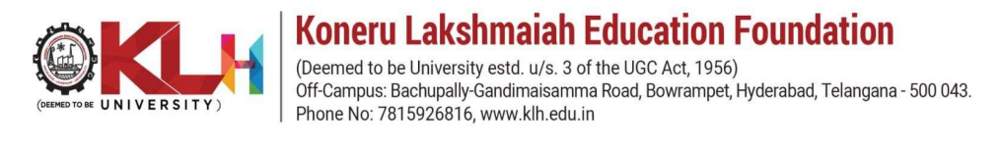 KLH
(DEEMED TO BE UNIVERSITY)
Koneru Lakshmaiah Education Foundation
(Deemed to be University estd. u/s. 3 of the UGC Act, 1956)
Off-Campus: Bachupally-Gandimaisamma Road, Bowrampet, Hyderabad, Telangana - 500 043.
Phone No: 7815926816, www.klh.edu.in